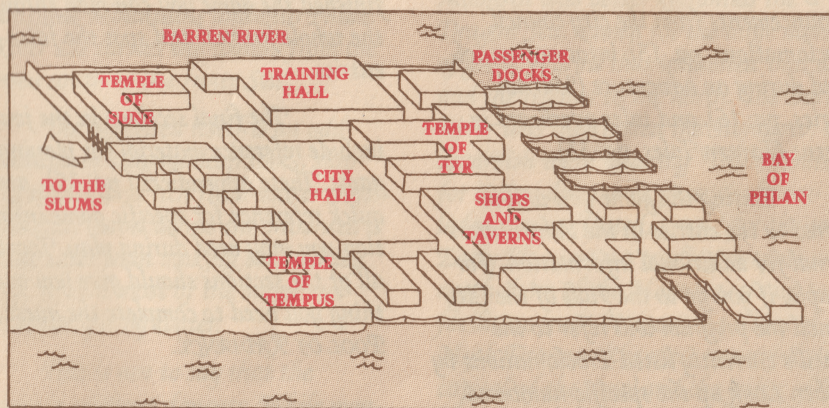 BARREN RIVER
PASSENGER
DOCKS
TEMPLE
OF
SUNE
TRAINING
HALL
TEMPLE
OF
TYR
TO THE
SLUMS
CITY
HALL
BAY
OF
PHLAN
SHOPS
AND
TAVERNS
TEMPLE
OF
TEMPUS